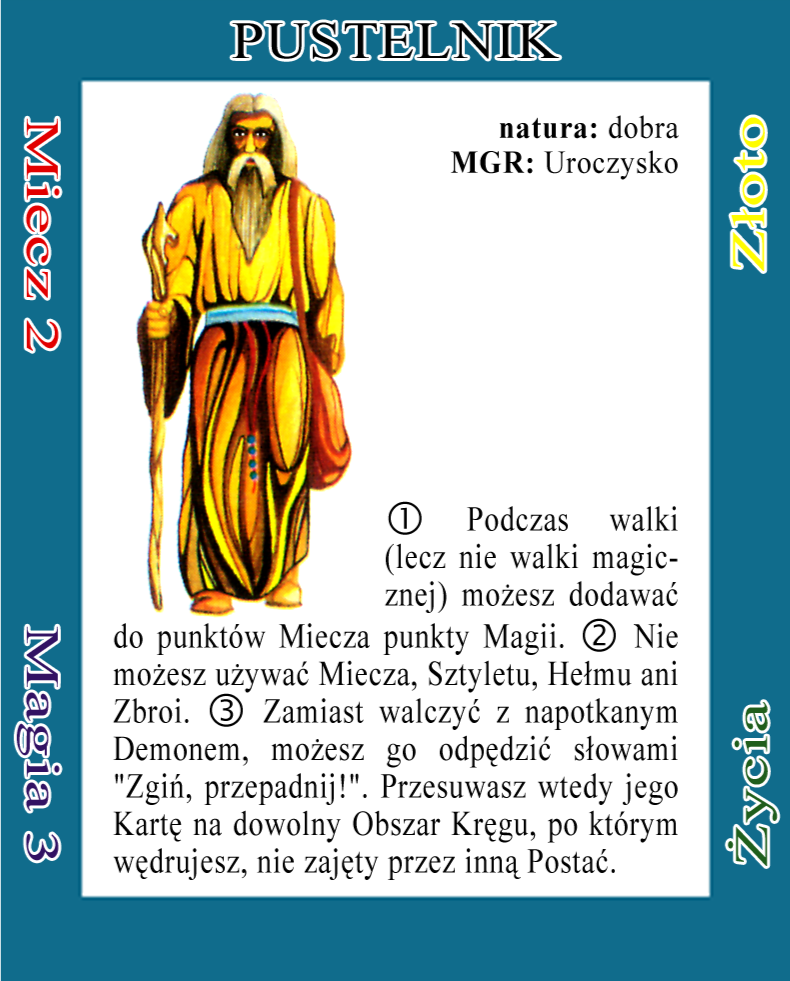 PUSTELNIK
natura: dobra
MGR: Uroczysko
Miecz 2
Złoto
Magia 3
Życia
① Podczas walki
(lecz nie walki magic-
znej) możesz dodawać
do punktów Miecza punkty Magii. ② Nie
możesz używać Miecza, Sztyletu, Hełmu ani
Zbroi. ③ Zamiast walczyć z napotkanym
Demonem, możesz go odpędzić słowami
"Zgiń, przepadnij!". Przesuwasz wtedy jego
Kartę na dowolny Obszar Kręgu, po którym
wędrujesz, nie zajęty przez inną Postać.